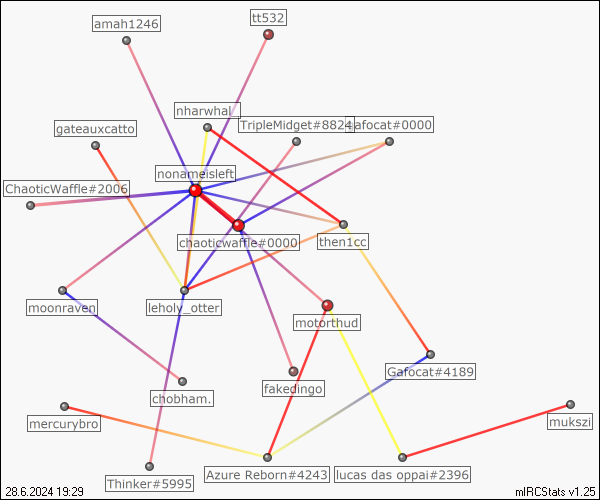 tt532
amah1246
nharwhal_
TripleMidget#8824
gafocat#0000
gateauxcatto
nonameisleft
ChaoticWaffle#2006
chaoticwaffle#0000
then1cc
moonraven
leholy_otter
motorthud
Gafocat#4189
fakedingo
chobham.
mercurybro
mukszi
Azure Reborn#4243
lucas das oppai#2396
Thinker#5995
28.6.2024 19:29
mIRCStats v1.25